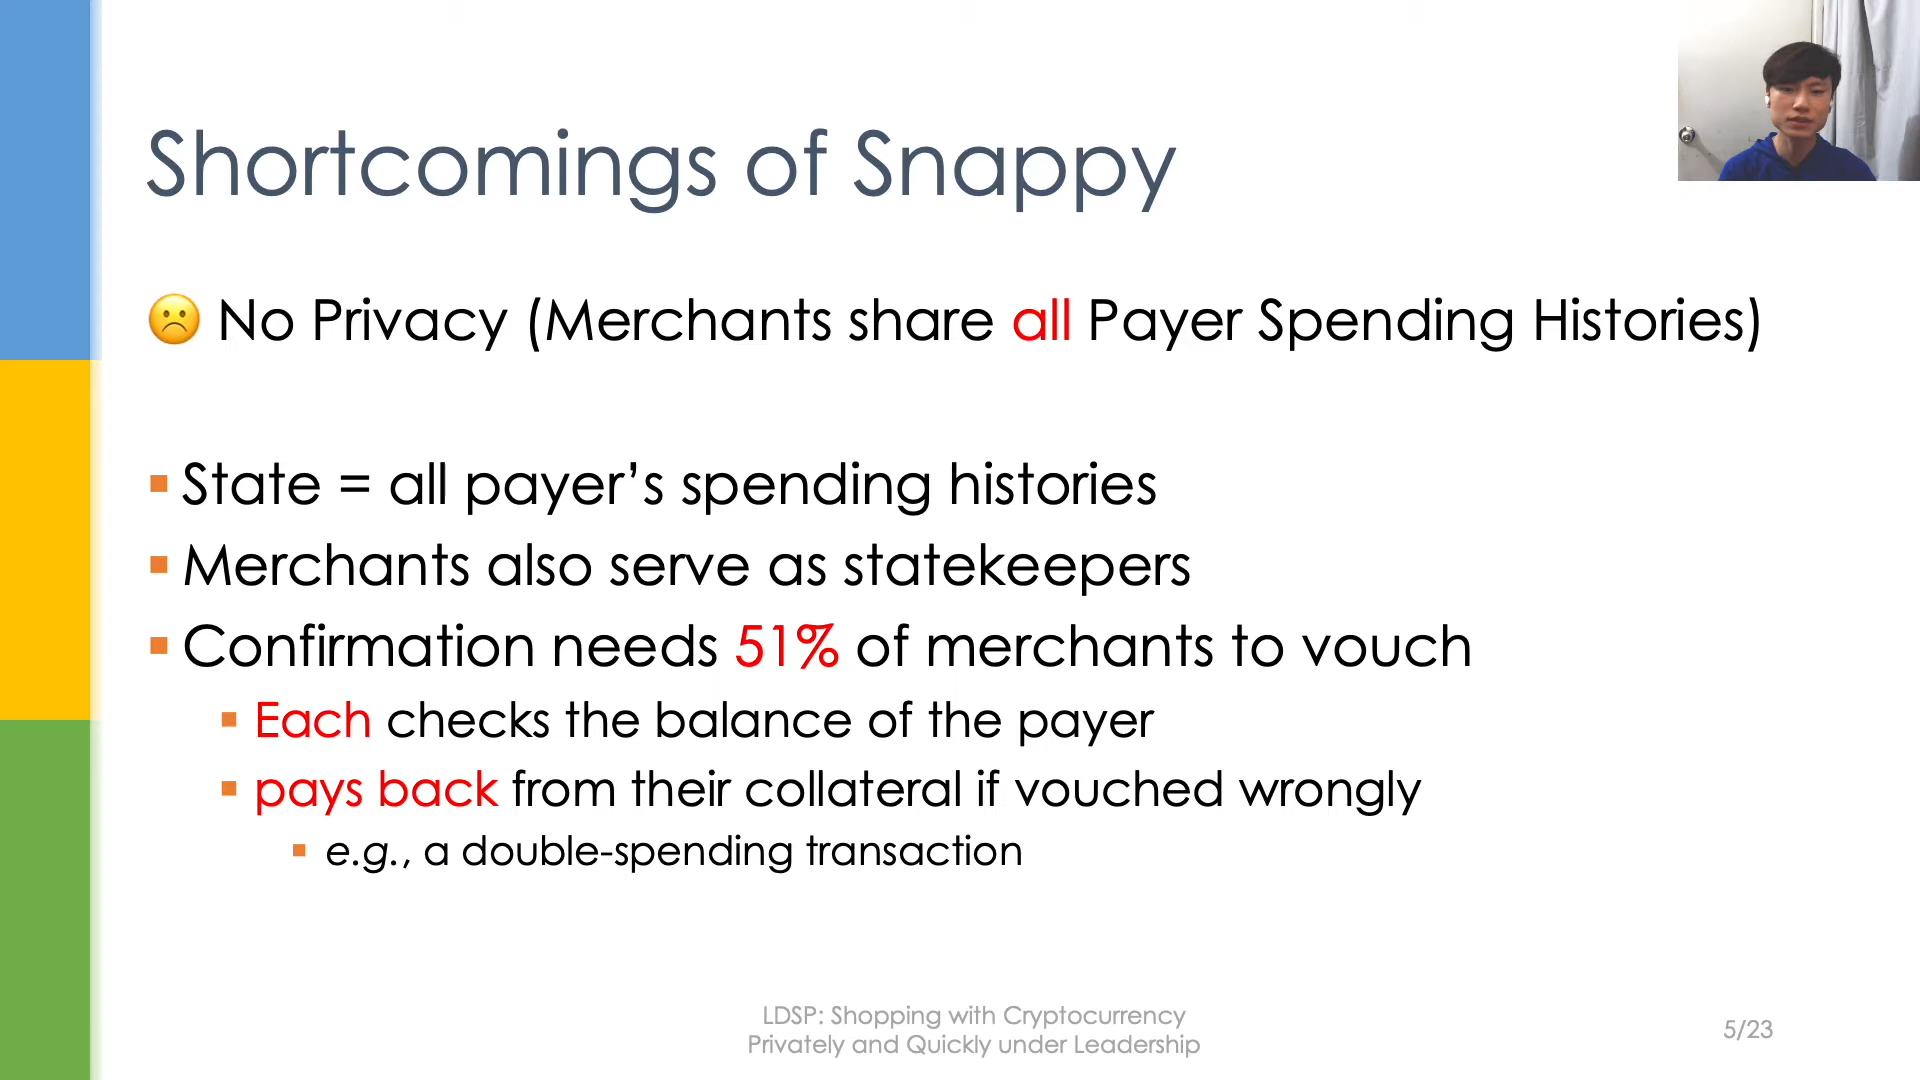 Shortcomings of Snappy
☹️ No Privacy (Merchants share all Payer Spending Histories)
▪ State = all payer’s spending histories
▪ Merchants also serve as statekeepers
▪ Confirmation needs 51% of merchants to vouch
▪ Each checks the balance of the payer
▪ pays back from their collateral if vouched wrongly
▪ e.g., a double-spending transaction
LDSP: Shopping with Cryptocurrency
Privately and Quickly under Leadership
5/23